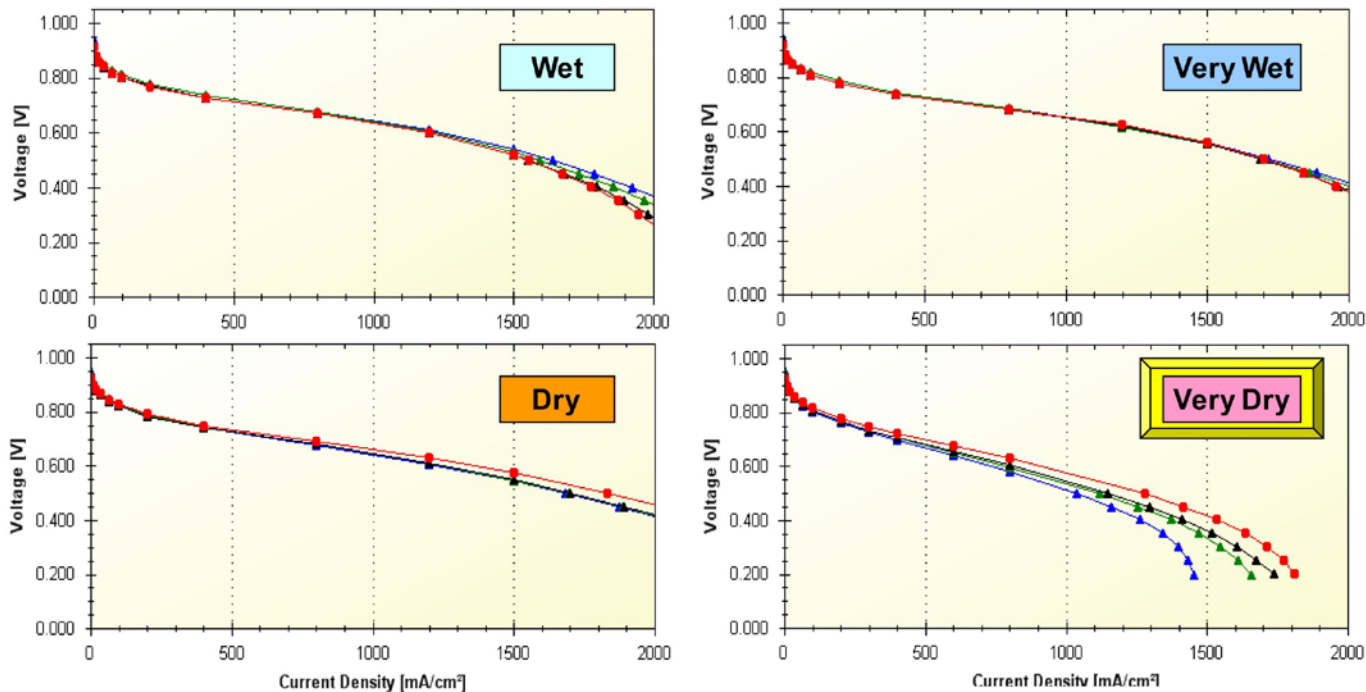 Wet
Voltage [V]
1.000
0.800
0.600
0.400
0.200
0.000
0 500 1000 1500 2000
Very Wet
Voltage [V]
1.000
0.800
0.600
0.400
0.200
0.000
0 500 1000 1500 2000
Dry
Voltage [V]
1.000
0.800
0.600
0.400
0.200
0.000
0 500 1000 1500 2000
Current Density [mA/cm²]
Very Dry
Voltage [V]
1.000
0.800
0.600
0.400
0.200
0.000
0 500 1000 1500 2000
Current Density [mA/cm²]